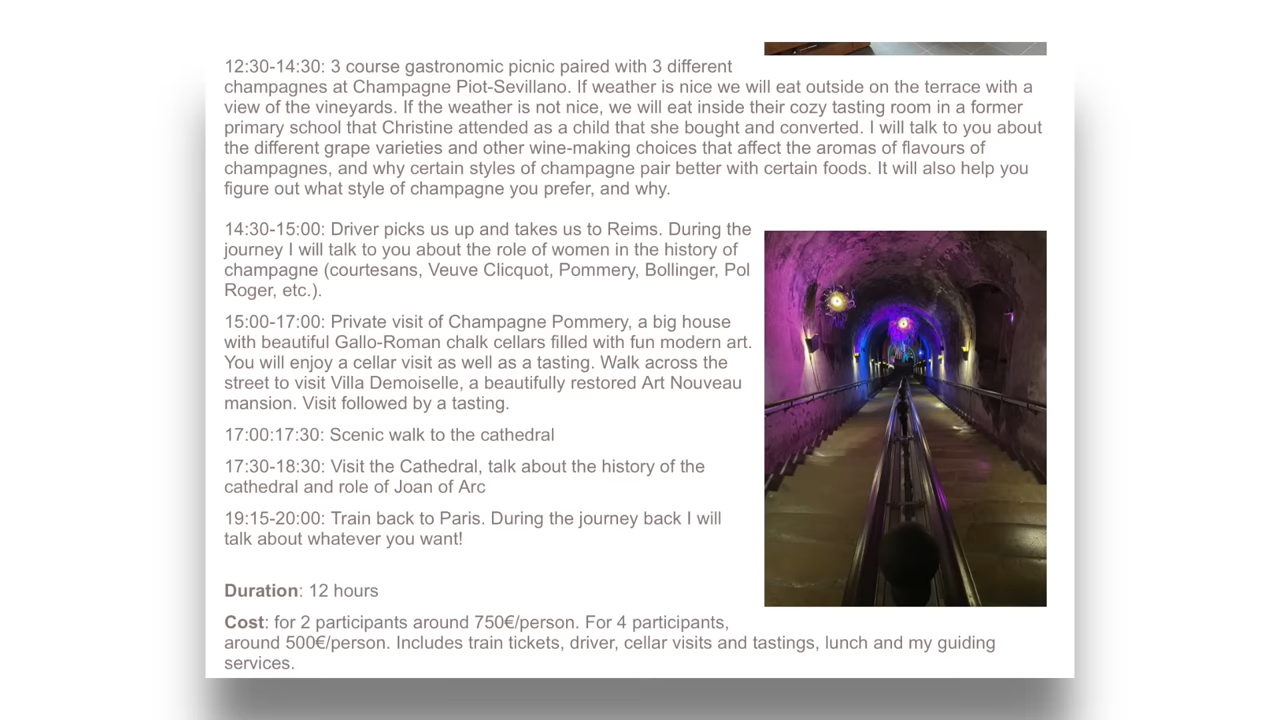 12:30-14:30: 3 course gastronomic picnic paired with 3 different
champagnes at Champagne Piot-Sevillano. If weather is nice we will eat outside on the terrace with a
view of the vineyards. If the weather is not nice, we will eat inside their cozy tasting room in a former
primary school that Christine attended as a child that she bought and converted. I will talk to you about
the different grape varieties and other wine-making choices that affect the aromas of flavours of
champagnes, and why certain styles of champagne pair better with certain foods. It will also help you
figure out what style of champagne you prefer, and why.
14:30-15:00: Driver picks us up and takes us to Reims. During the
journey I will talk to you about the role of women in the history of
champagne (courtesans, Veuve Clicquot, Pommery, Bollinger, Pol
Roger, etc.).
15:00-17:00: Private visit of Champagne Pommery, a big house
with beautiful Gallo-Roman chalk cellars filled with fun modern art.
You will enjoy a cellar visit as well as a tasting. Walk across the
street to visit Villa Demoiselle, a beautifully restored Art Nouveau
mansion. Visit followed by a tasting.
17:00:17:30: Scenic walk to the cathedral
17:30-18:30: Visit the Cathedral, talk about the history of the
cathedral and role of Joan of Arc
19:15-20:00: Train back to Paris. During the journey back I will
talk about whatever you want!
Duration: 12 hours
Cost: for 2 participants around 750€/person. For 4 participants,
around 500€/person. Includes train tickets, driver, cellar visits and tastings, lunch and my guiding
services.